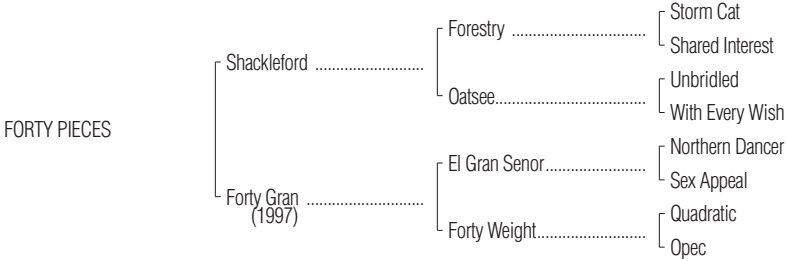 Storm Cat
Forestry ..............................
Shared Interest
Shackleford ........................
Unbridled
Oatsee..................................
With Every Wish
FORTY PIECES
Northern Dancer
El Gran Senor.......................
Sex Appeal
Forty Gran ..........................
(1997)
Quadratic
Forty Weight.........................
Opec